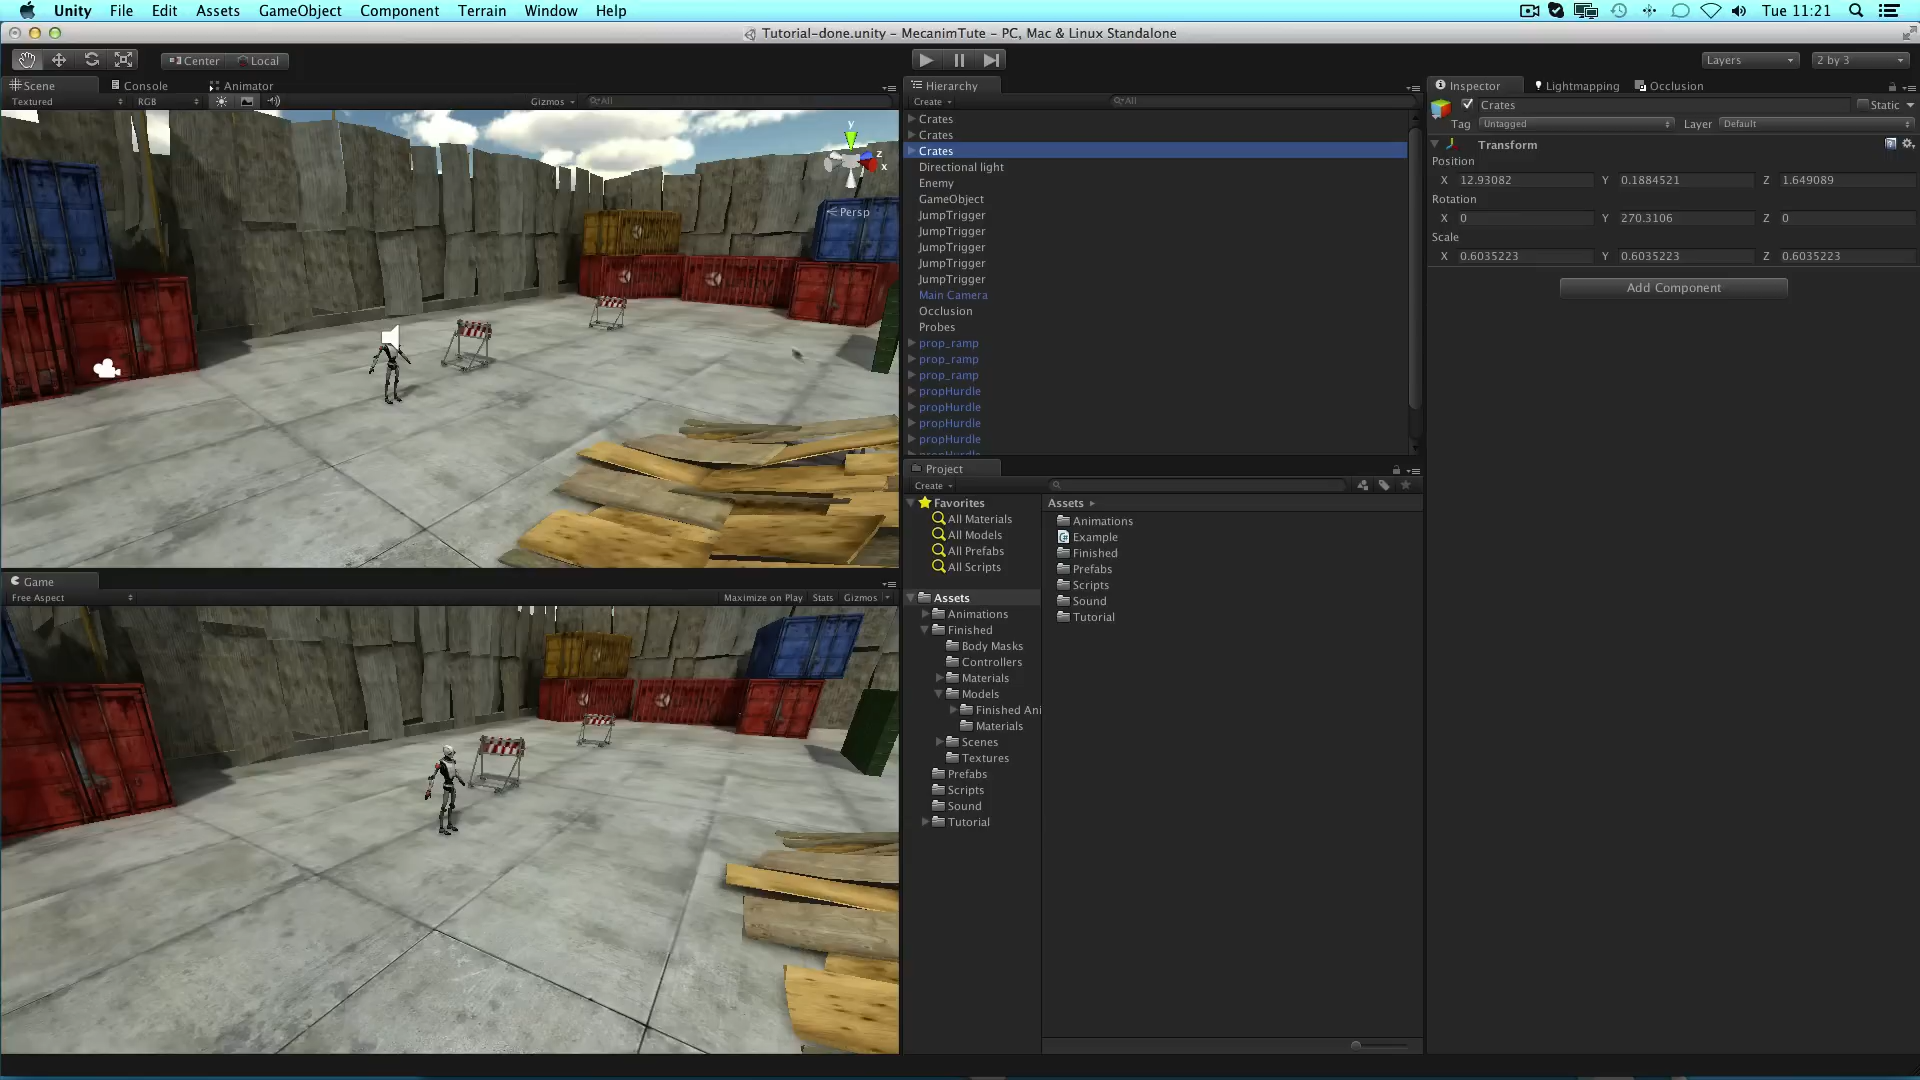 Unity File Edit Assets GameObject Component Terrain Window Help
Tue 11:21
Tutorial-done.unity – MecanimTute – PC, Mac & Linux Standalone
Center Local
Layers 2 by 3
Scene Console Animator
Textured RGB Gizmos All
y
z
x
Persp
Game
Free Aspect Maximize on Play Stats Gizmos
Hierarchy
Create All
Crates
Crates
Crates
Directional light
Enemy
GameObject
JumpTrigger
JumpTrigger
JumpTrigger
JumpTrigger
JumpTrigger
Main Camera
Occlusion
Probes
prop_ramp
prop_ramp
prop_ramp
propHurdle
propHurdle
propHurdle
propHurdle
Project
Create
Favorites
All Materials
All Models
All Prefabs
All Scripts
Assets
Animations
Finished
Body Masks
Controllers
Materials
Models
Finished Ani
Materials
Scenes
Textures
Prefabs
Scripts
Sound
Tutorial
Assets
Animations
Example
Finished
Prefabs
Scripts
Sound
Tutorial
Inspector Lightmapping Occlusion
Crates Static
Tag Untagged Layer Default
Transform
Position
X 12.93082 Y 0.1884521 Z 1.649089
Rotation
X 0 Y 270.3106 Z 0
Scale
X 0.6035223 Y 0.6035223 Z 0.6035223
Add Component